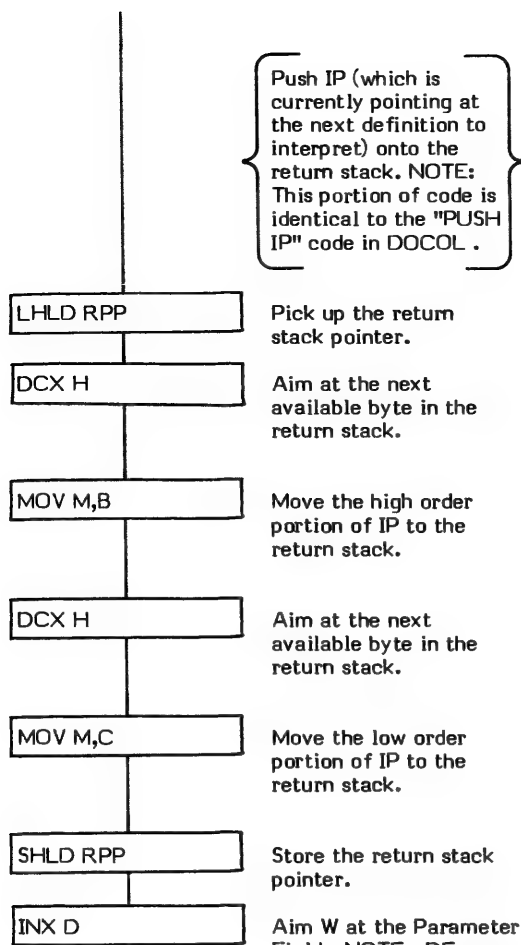 Push IP (which is
currently pointing at
the next definition to
interpret) onto the
return stack. NOTE:
This portion of code is
identical to the "PUSH
IP" code in DOCOL .
LHLD RPP
Pick up the return
stack pointer.
DCX H
Aim at the next
available byte in the
return stack.
MOV M,B
Move the high order
portion of IP to the
return stack.
DCX H
Aim at the next
available byte in the
return stack.
MOV M,C
Move the low order
portion of IP to the
return stack.
SHLD RPP
Store the return stack
pointer.
INX D
Aim W at the Parameter